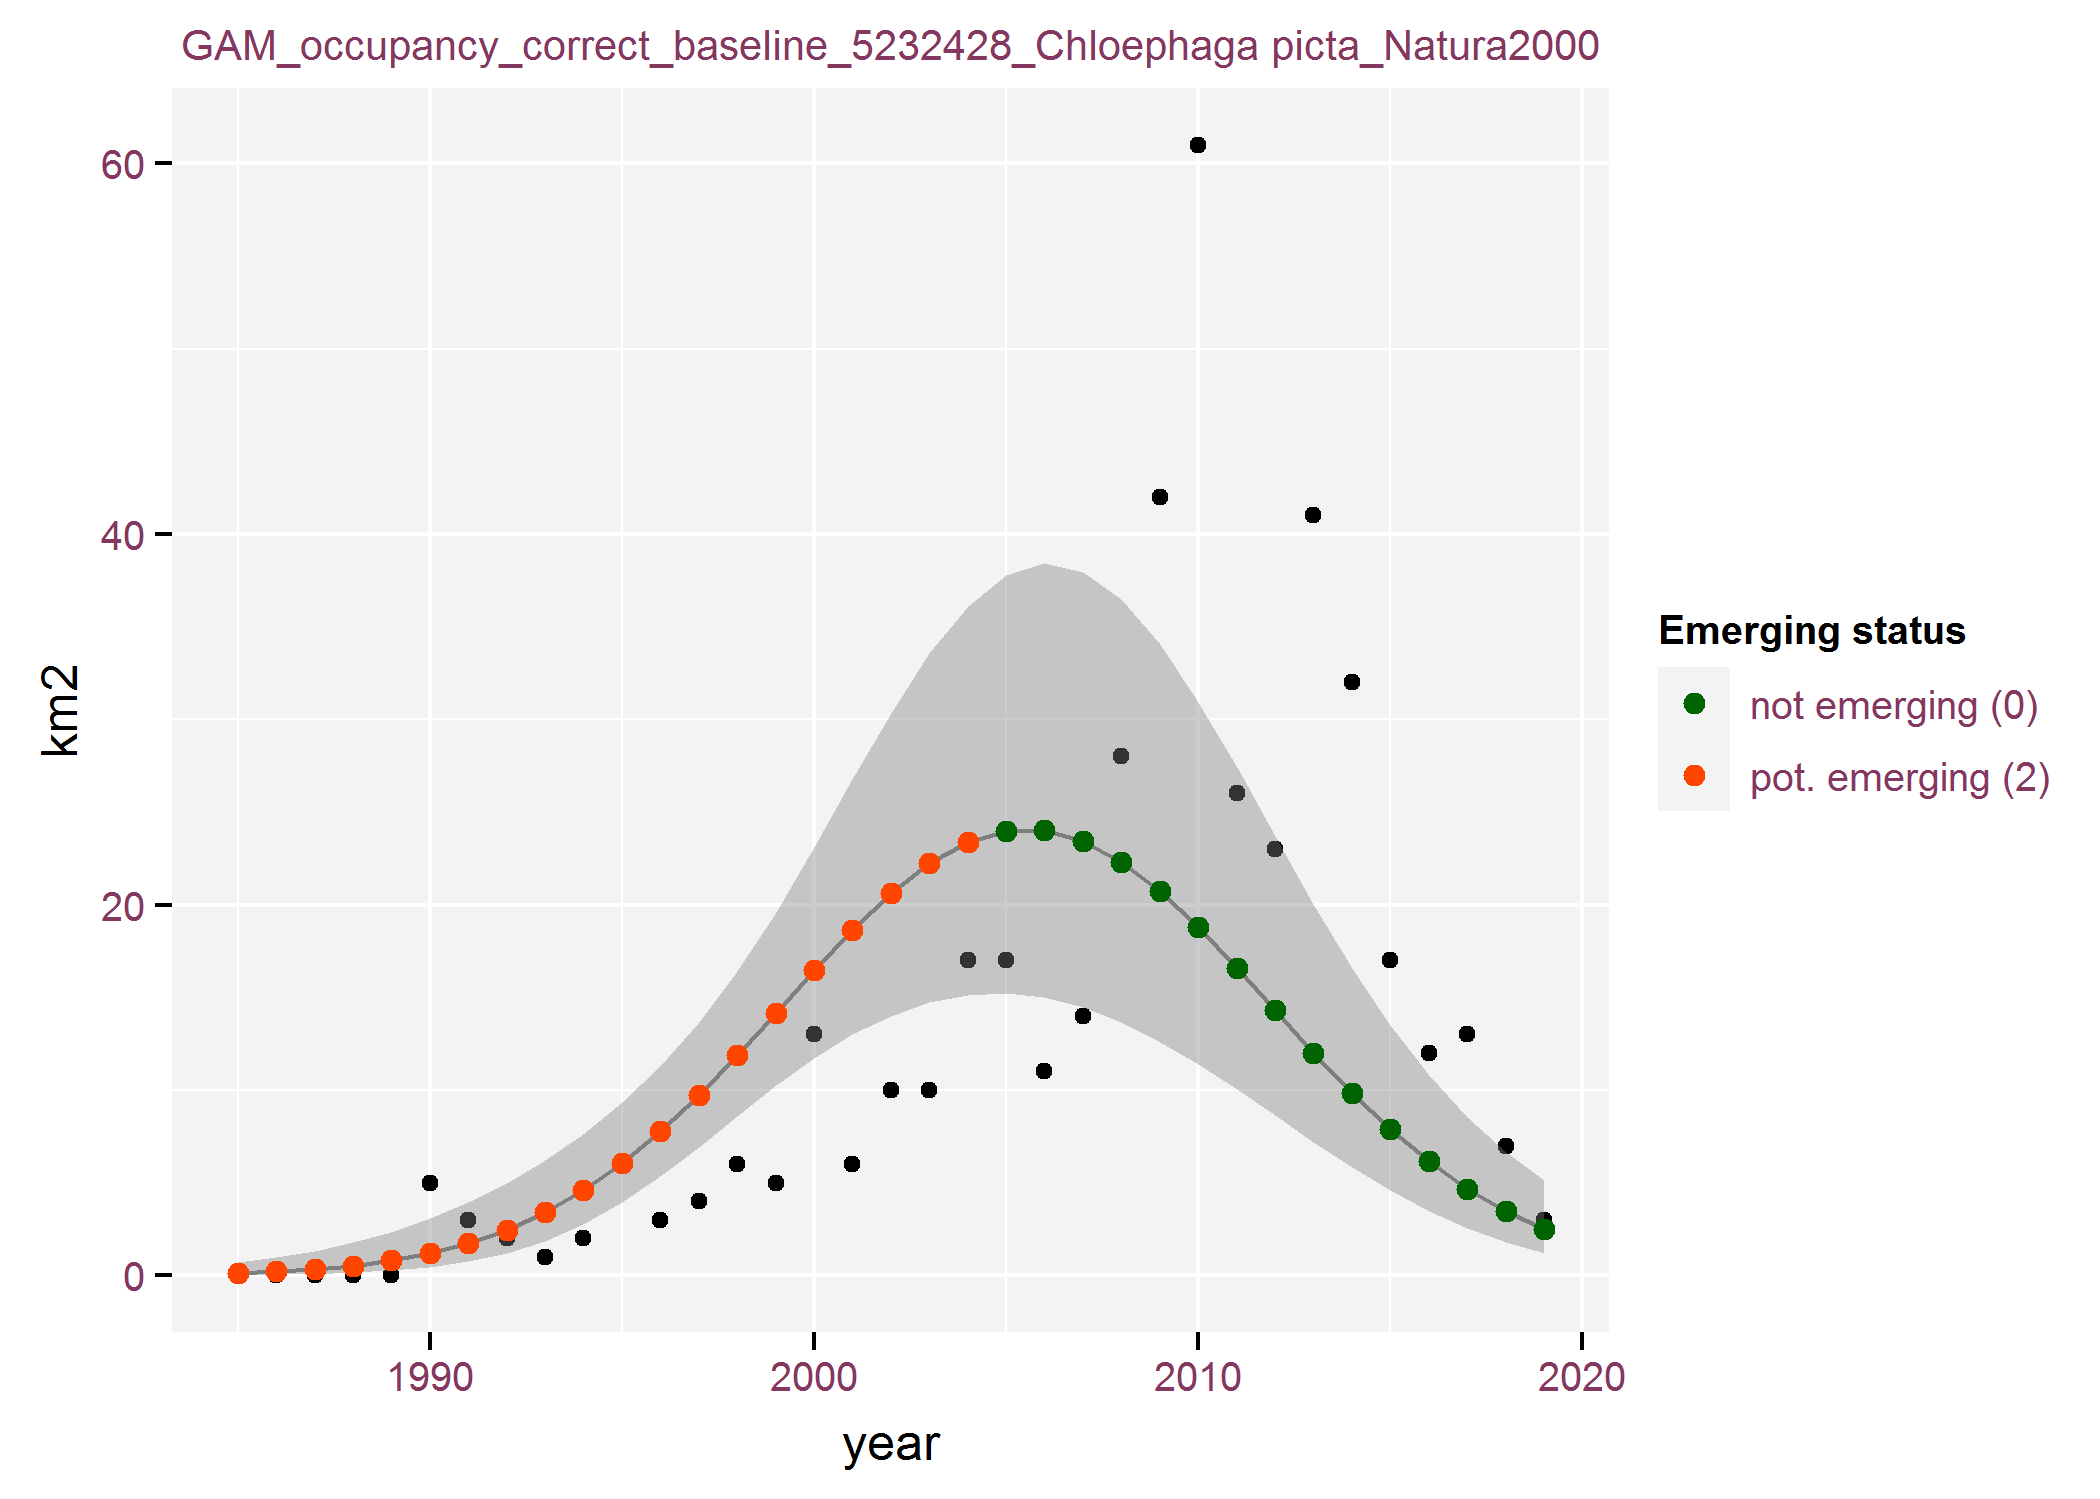 GAM_occupancy_correct_baseline_5232428_Chloephaga picta_Natura2000
60
40
20
0
km2
1990
2000
2010
2020
year
Emerging status
not emerging (0)
pot. emerging (2)